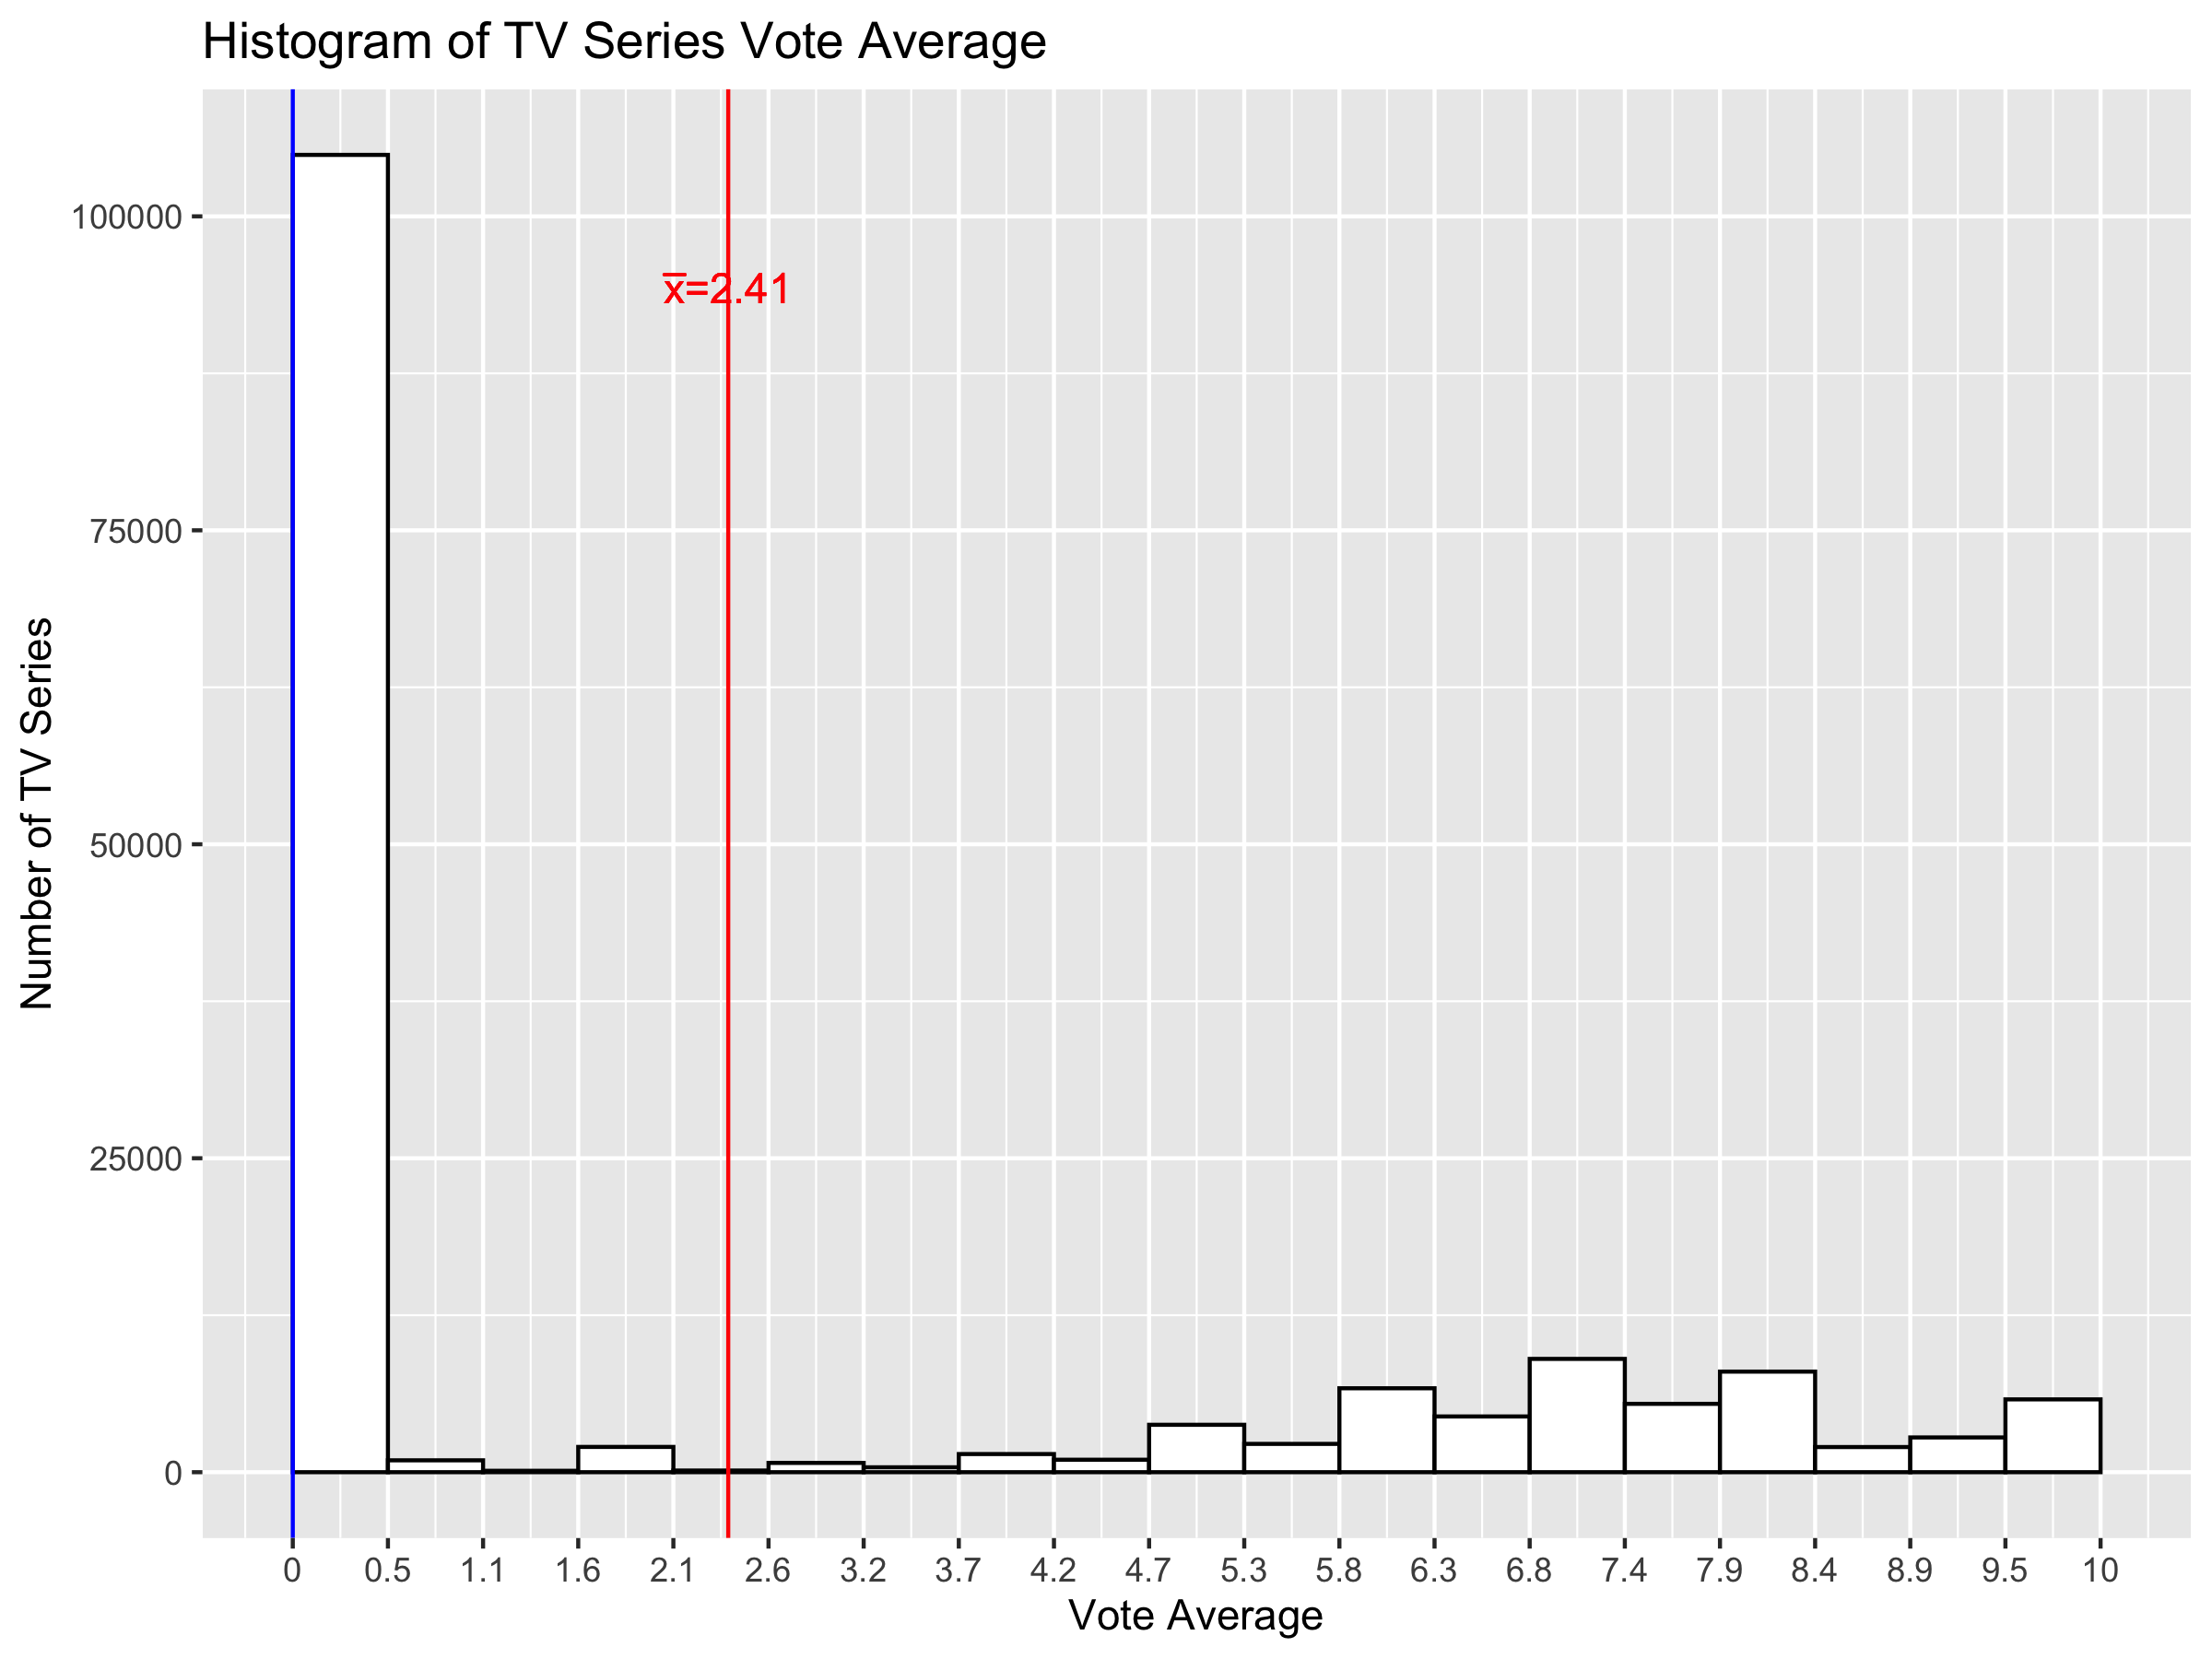 Histogram of TV Series Vote Average
Number of TV Series
100000
75000
50000
25000
0
x̅=2.41
0 0.5 1.1 1.6 2.1 2.6 3.2 3.7 4.2 4.7 5.3 5.8 6.3 6.8 7.4 7.9 8.4 8.9 9.5 10
Vote Average